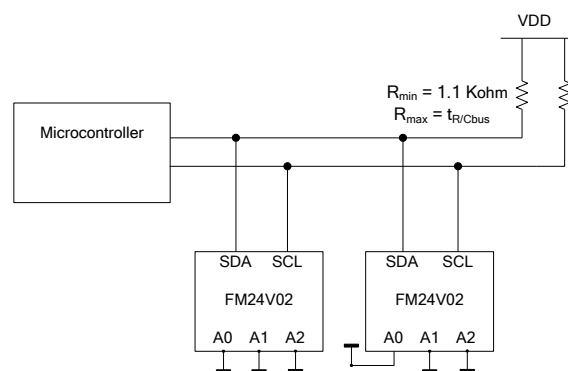 VDD
Rmin = 1.1 Kohm
Rmax = tR/Cbus
Microcontroller
SDA SCL
FM24V02
A0 A1 A2
SDA SCL
FM24V02
A0 A1 A2